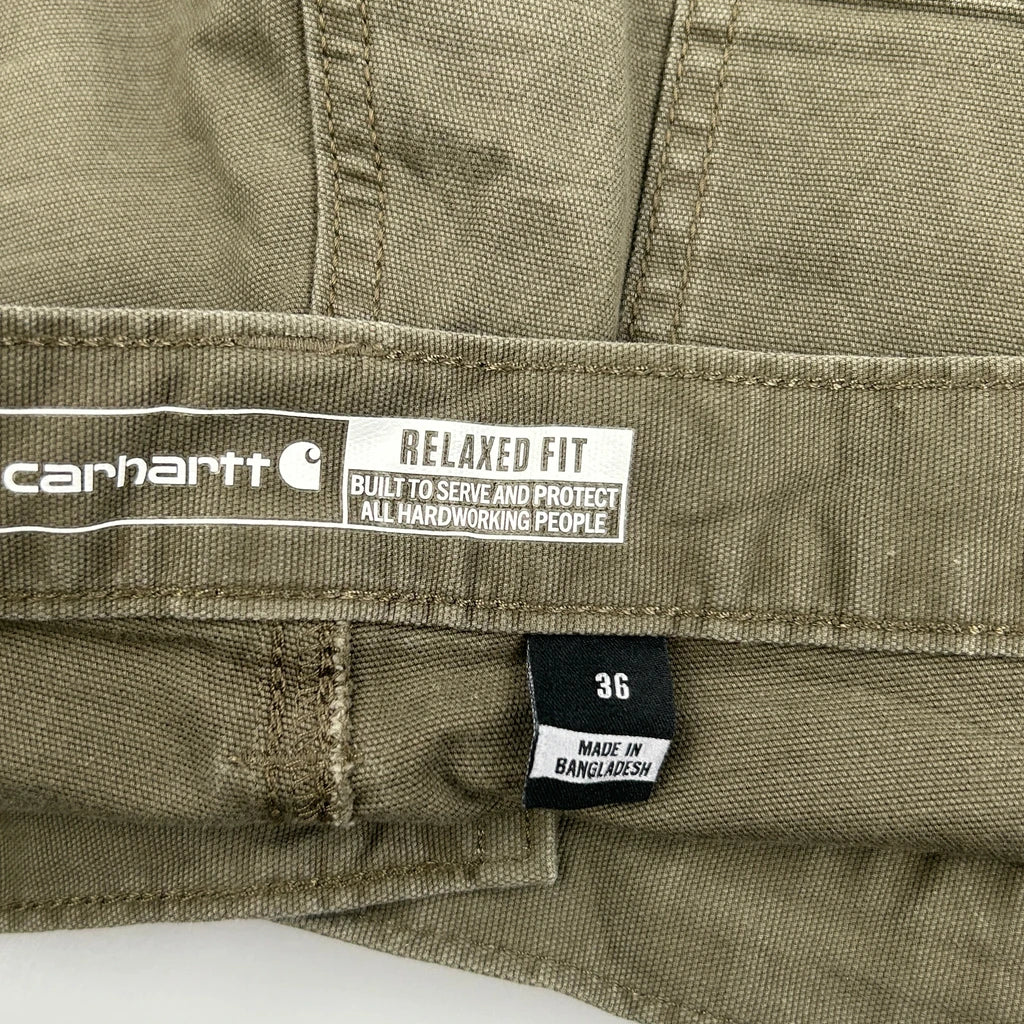 carhartt
RELAXED FIT
BUILT TO SERVE AND PROTECT
ALL HARDWORKING PEOPLE
36
MADE IN
BANGLADESH